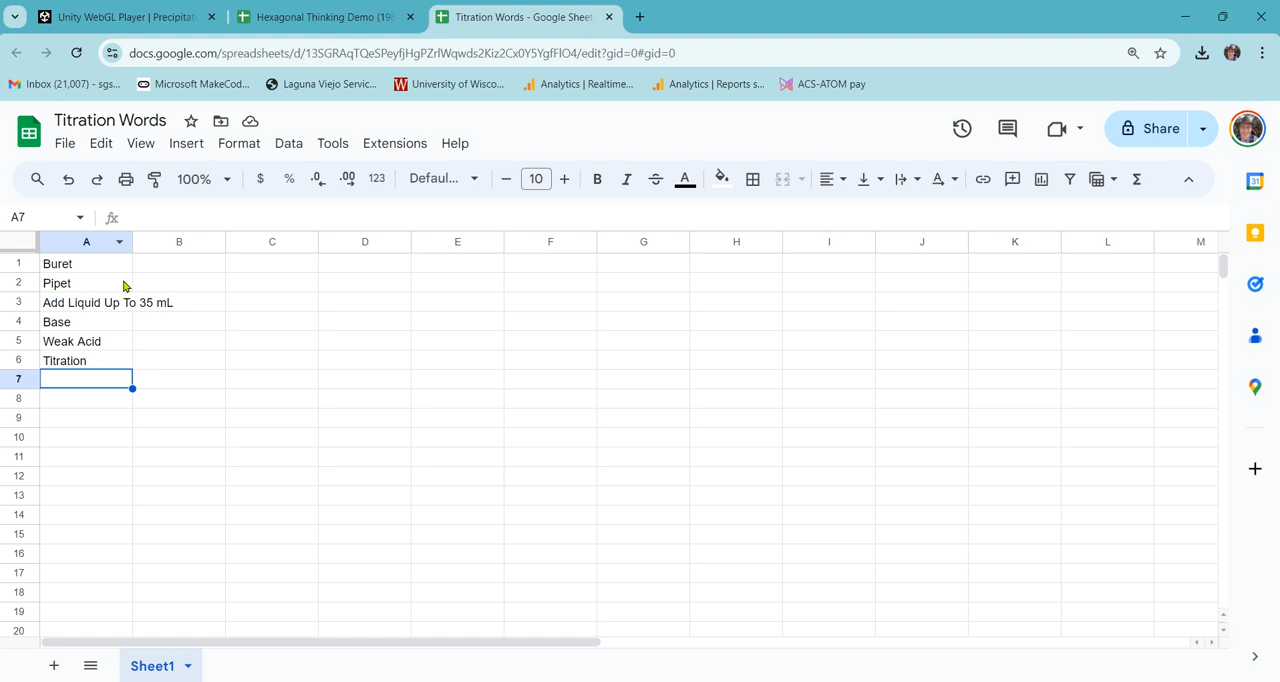 Unity WebGL Player | Precipitat
Hexagonal Thinking Demo (198
Titration Words - Google Sheet
docs.google.com/spreadsheets/d/13SGRAqTQeSPeyfjHgPZrlWqwds2Kiz2Cx0Y5YgfFlO4/edit?gid=0#gid=0
Inbox (21,007) - sgs...
Microsoft MakeCod...
Laguna Viejo Servic...
University of Wisco...
Analytics | Realtime...
Analytics | Reports s...
ACS-ATOM pay
Titration Words
File Edit View Insert Format Data Tools Extensions Help
Share
100% $ % .0 .00 123 Defaul... 10 B I A Σ
A7 fx
A B C D E F G H I J K L M
1 Buret
2 Pipet
3 Add Liquid Up To 35 mL
4 Base
5 Weak Acid
6 Titration
7
8
9
10
11
12
13
14
15
16
17
18
19
20
Sheet1
31